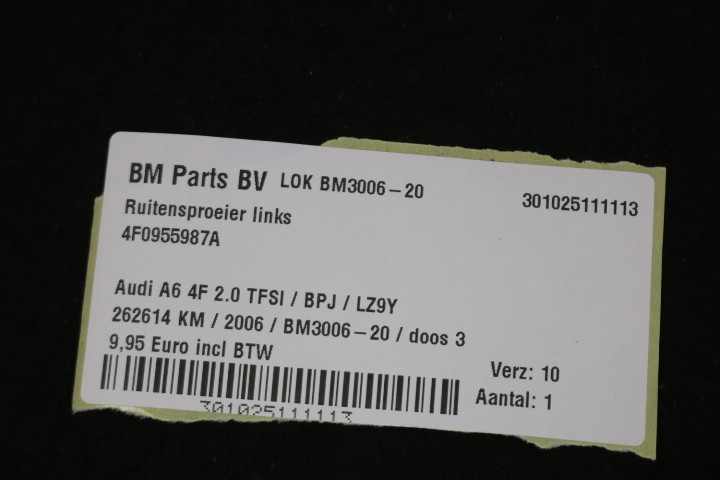 BM Parts BV LOK BM3006-20 301025111113
Ruitensproeier links
4F0955987A
Audi A6 4F 2.0 TFSI / BPJ / LZ9Y
262614 KM / 2006 / BM3006-20 / doos 3
9,95 Euro incl BTW
Verz: 10
Aantal: 1
301025111113